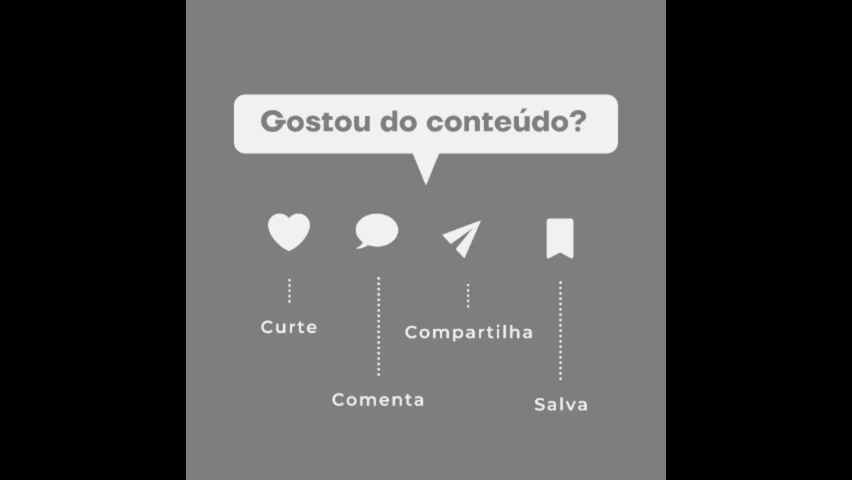 Gostou do conteúdo?
Curte
Compartilha
Comenta
Salva